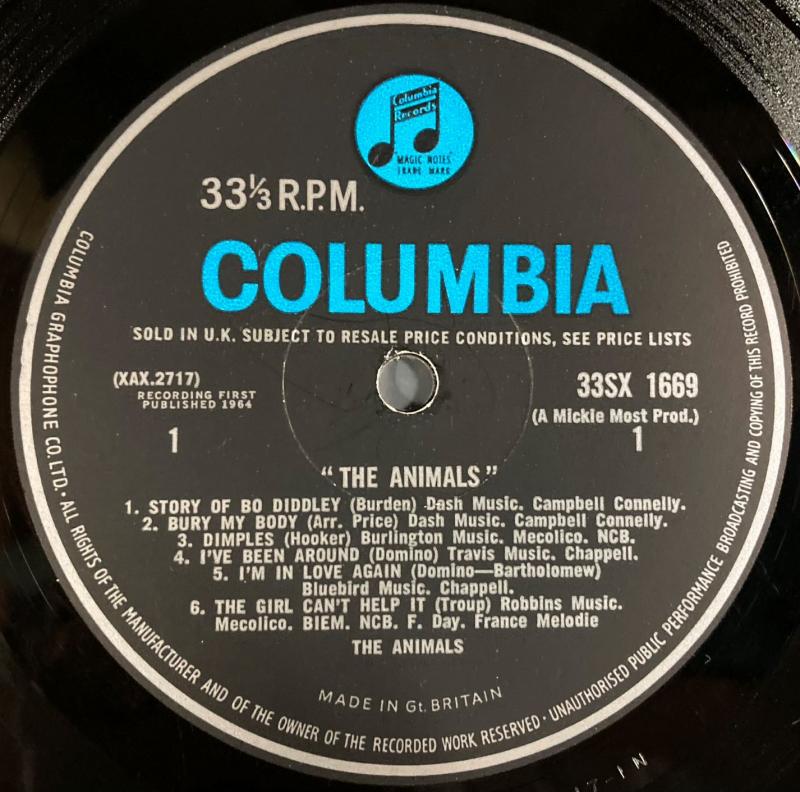 Columbia
Records
MAGIC NOTES
TRADE MARK
33⅓ R.P.M.
COLUMBIA
SOLD IN U.K. SUBJECT TO RESALE PRICE CONDITIONS, SEE PRICE LISTS
(XAX.2717)
RECORDING FIRST
PUBLISHED 1964
1
33SX 1669
(A Mickie Most Prod.)
1
“THE ANIMALS”
1. STORY OF BO DIDDLEY (Burden) Dash Music. Campbell Connelly.
2. BURY MY BODY (Arr. Price) Dash Music. Campbell Connelly.
3. DIMPLES (Hooker) Burlington Music. Mecolico. NCB.
4. I'VE BEEN AROUND (Domino) Travis Music. Chappell.
5. I'M IN LOVE AGAIN (Domino—Bartholomew)
Bluebird Music. Chappell.
6. THE GIRL CAN'T HELP IT (Troup) Robbins Music.
Mecolico. BIEM. NCB. F. Day. France Melodie
THE ANIMALS
MADE IN Gt. BRITAIN
COLUMBIA GRAPHOPHONE CO. LTD. · ALL RIGHTS OF THE MANUFACTURER AND OF THE OWNER OF THE RECORDED WORK RESERVED · UNAUTHORISED PUBLIC PERFORMANCE BROADCASTING AND COPYING OF THIS RECORD PROHIBITED